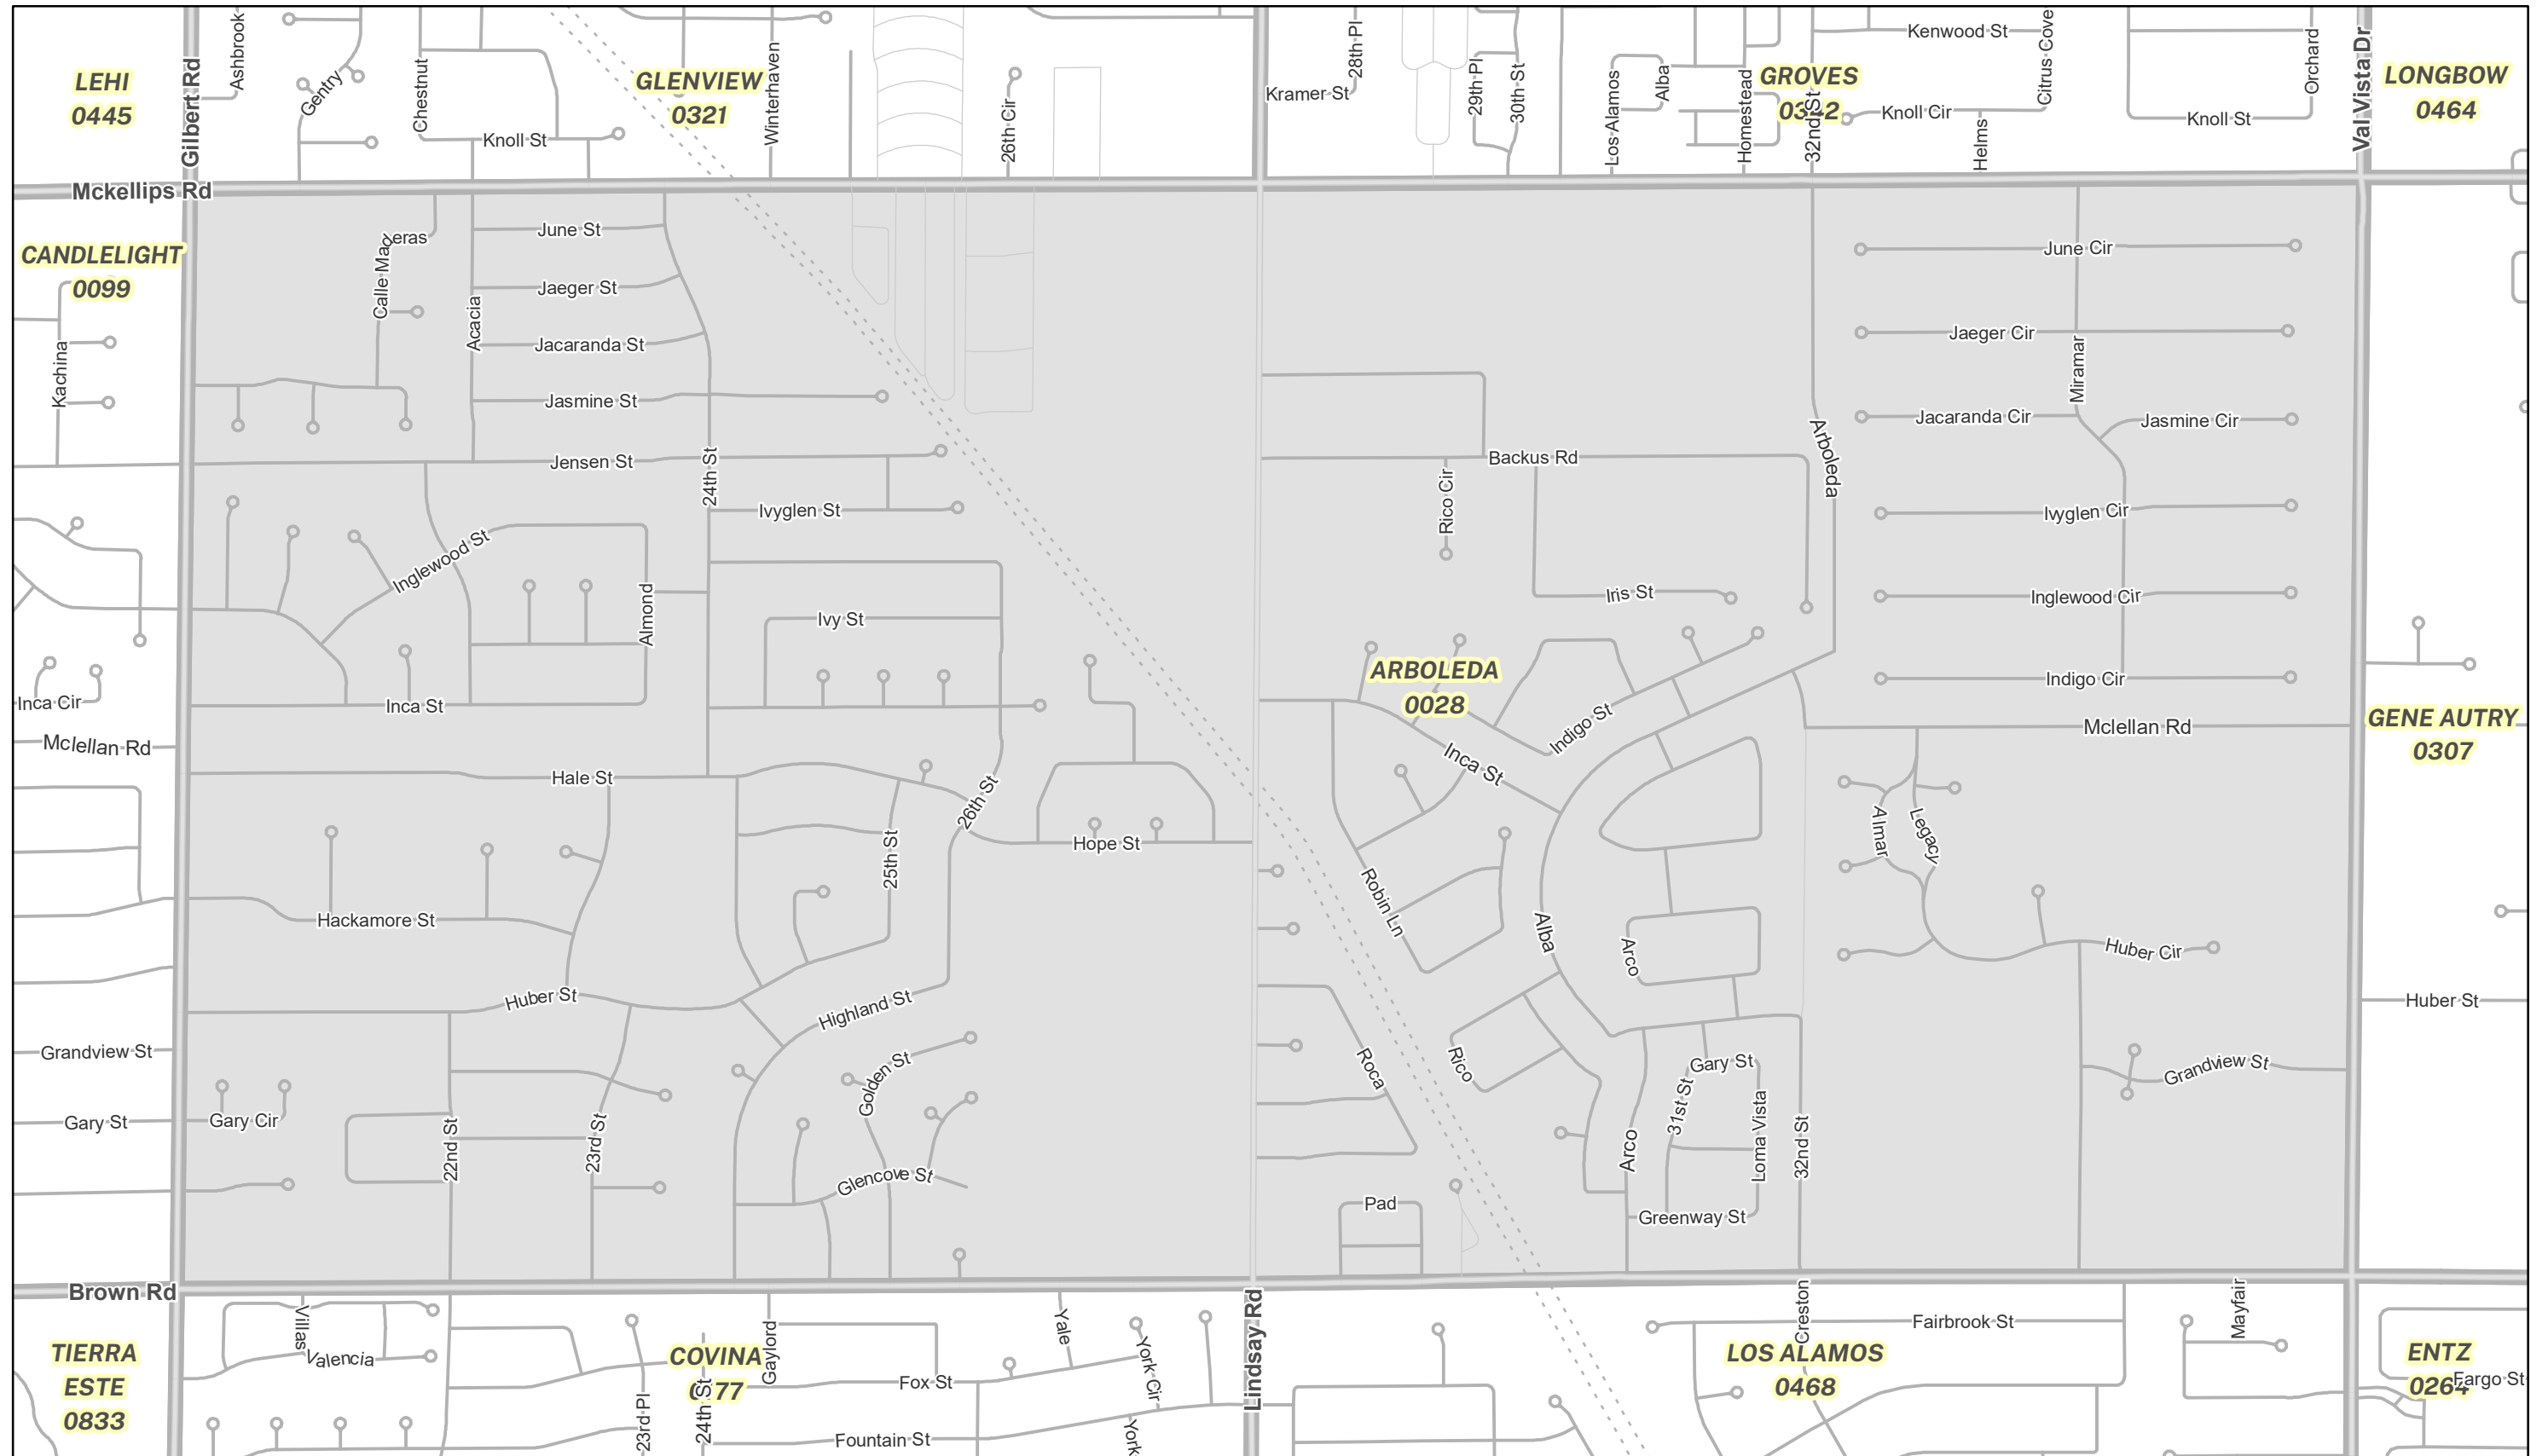 LEHI
0445
Gilbert Rd
Ashbrook
Gentry
Chestnut
Knoll St
GLENVIEW
0321
Winterhaven
26th Cir
Kramer St
28th Pl
29th Pl
30th St
Los Alamos
Alba
Homestead
GROVES
32nd St
Kenwood St
Citrus Cove
Knoll Cir
Helms
Orchard
Knoll St
Val Vista Dr
LONGBOW
0464
Mckellips Rd
CANDLELIGHT
0099
Kachina
Calle Mad
eras
Acacia
June St
Jaeger St
Jacaranda St
Jasmine St
Jensen St
24th St
Ivyglen St
Inglewood St
Almond
Ivy St
Inca St
Inca Cir
Mclellan Rd
Hale St
26th St
25th St
Hope St
Hackamore St
Huber St
Highland St
Golden St
Glencove St
Grandview St
Gary St
Gary Cir
22nd St
23rd St
Backus Rd
Rico Cir
Iris St
Arboleda
ARBOLEDA
0028
Indigo St
Inca St
Robin Ln
Alba
Arco
Roca
Rico
Arco
Gary St
31st St
Loma Vista
32nd St
Greenway St
Pad
June Cir
Jaeger Cir
Miramar
Jacaranda Cir
Jasmine Cir
Ivyglen Cir
Inglewood Cir
Indigo Cir
Mclellan Rd
GENE AUTRY
0307
Almar
Legacy
Huber Cir
Huber St
Grandview St
Brown Rd
TIERRA
ESTE
0833
Villas
Valencia
23rd Pl
COVINA
24th St
Gaylord
Fox St
Fountain St
Yale
York Cir
York
Lindsay Rd
Creston
LOS ALAMOS
0468
Fairbrook St
Mayfair
ENTZ
0264
Fargo St